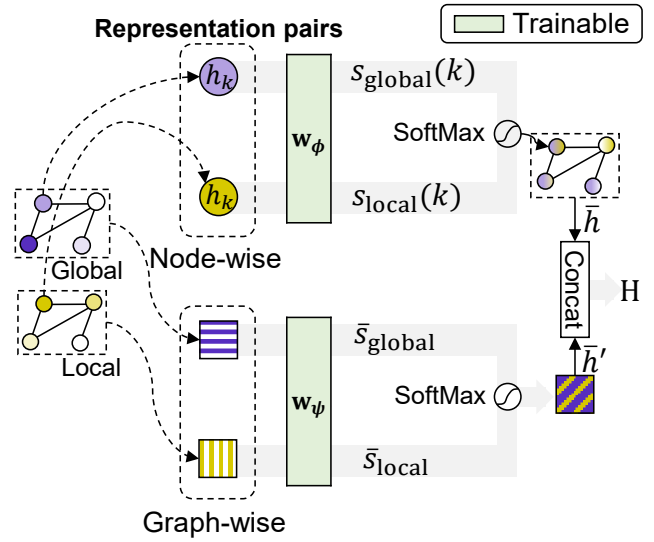 Representation pairs
Trainable
h_k
w_ϕ
s_global(k)
SoftMax
h_k
s_local(k)
h̄
Global
Node-wise
Concat
H
Local
s̄_global
h̄′
w_ψ
SoftMax
s̄_local
Graph-wise